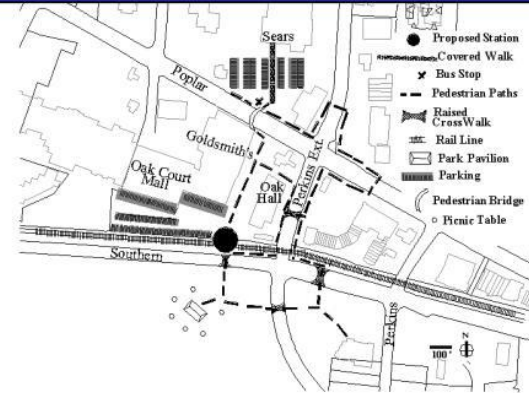 Sears
Poplar
Goldsmith's
Oak Court
Mall
Oak
Hall
Perkins Ext.
Southern
Perkins
100'
N
Proposed Station
Covered Walk
Bus Stop
Pedestrian Paths
Raised
CrossWalk
Rail Line
Park Pavilion
Parking
Pedestrian Bridge
Picnic Table